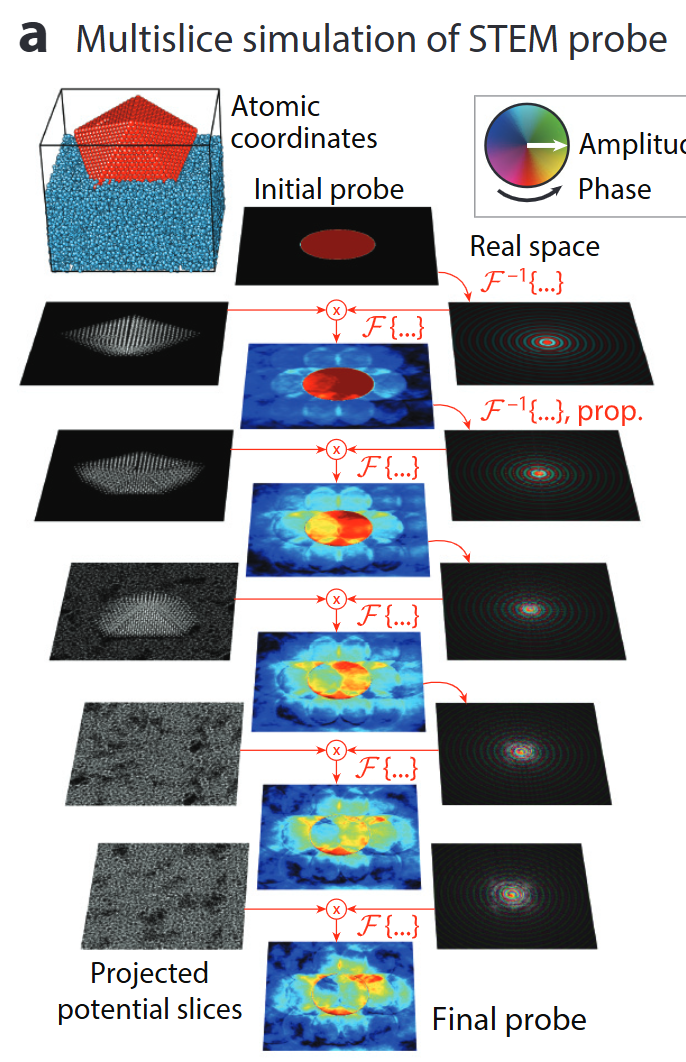 a Multislice simulation of STEM probe
Atomic
coordinates
Initial probe
Phase
Real space
ℱ⁻¹{...}
x
ℱ{...}
ℱ⁻¹{...}, prop.
x
ℱ{...}
x
ℱ{...}
x
ℱ{...}
x
ℱ{...}
Projected
potential slices
Final probe